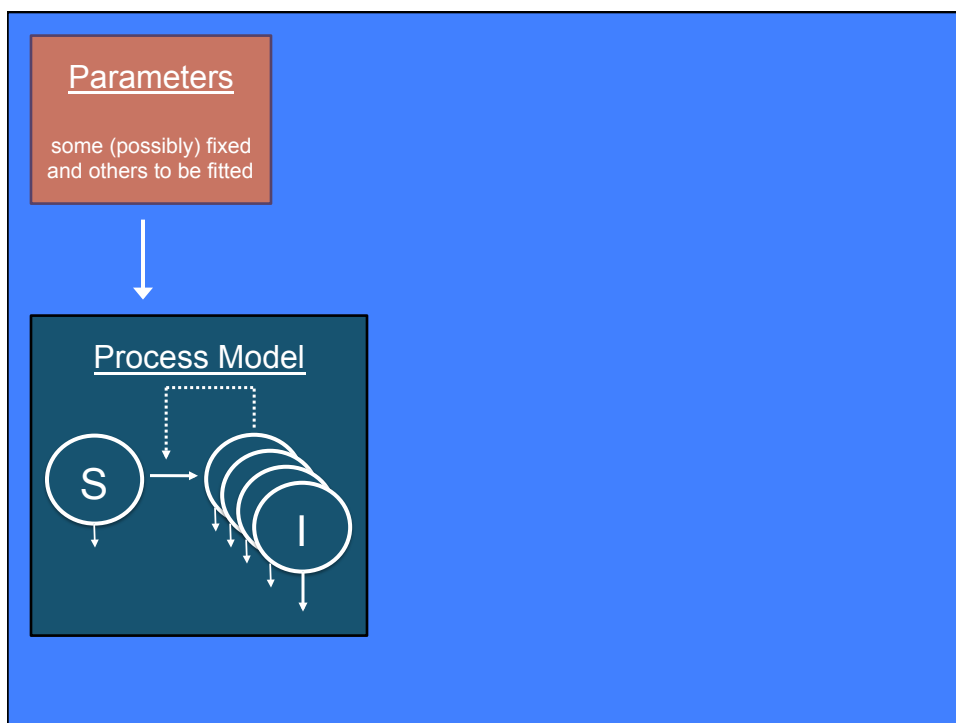 Parameters
some (possibly) fixed
and others to be fitted
Process Model
S
I